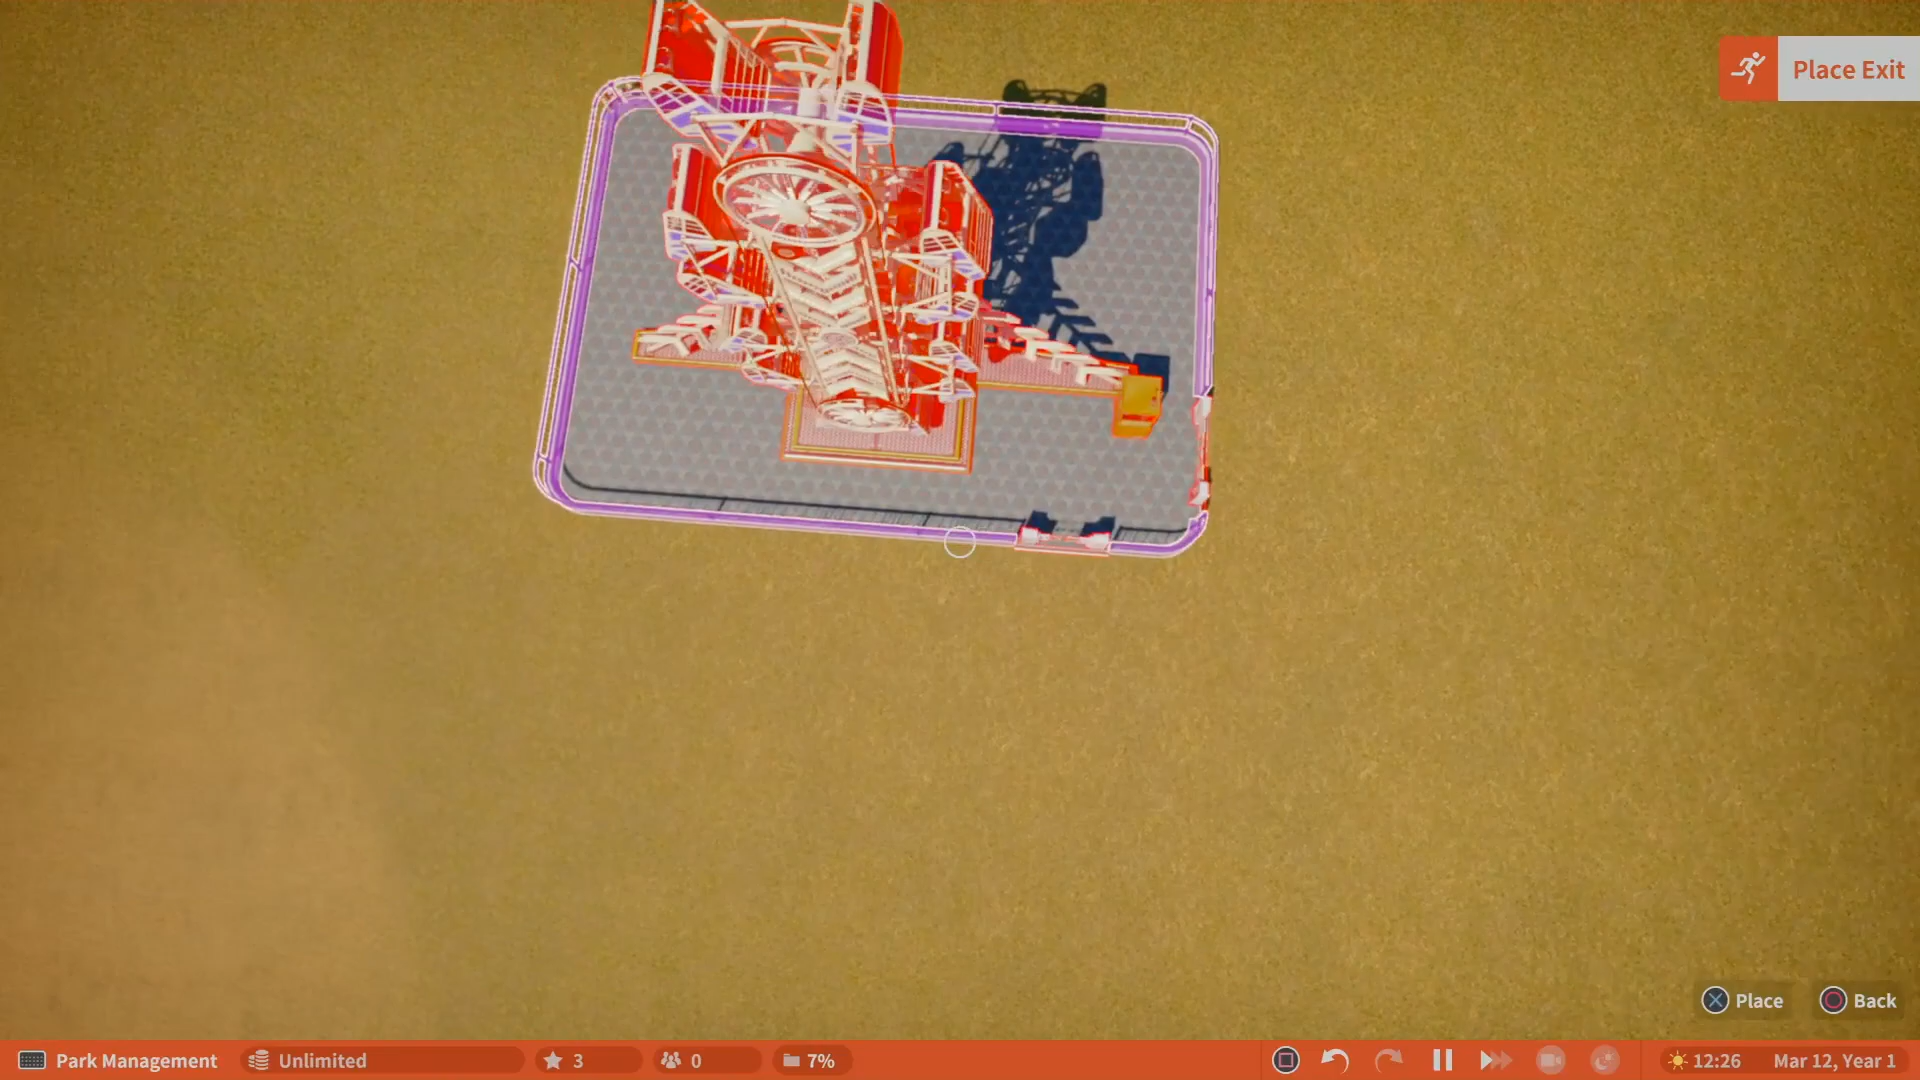 Place Exit
Place
Back
Park Management
Unlimited
3
0
7%
12:26
Mar 12, Year 1